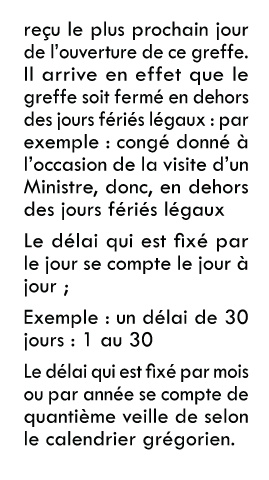 reçu le plus prochain jour
de l'ouverture de ce greffe.
Il arrive en effet que le
greffe soit fermé en dehors
des jours fériés légaux : par
exemple : congé donné à
l'occasion de la visite d'un
Ministre, donc, en dehors
des jours fériés légaux
Le délai qui est fixé par
le jour se compte le jour à
jour ;
Exemple : un délai de 30
jours : 1 au 30
Le délai qui est fixé par mois
ou par année se compte de
quantième veille de selon
le calendrier grégorien.